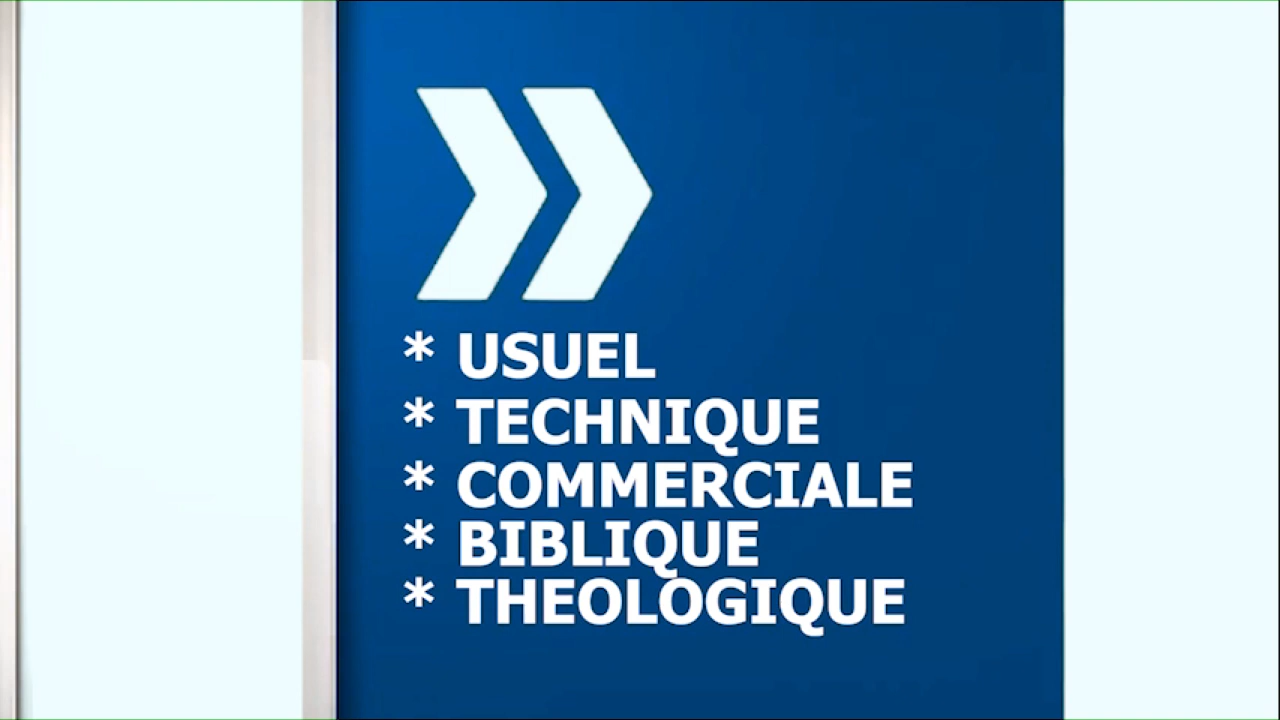 * USUEL
* TECHNIQUE
* COMMERCIALE
* BIBLIQUE
* THEOLOGIQUE